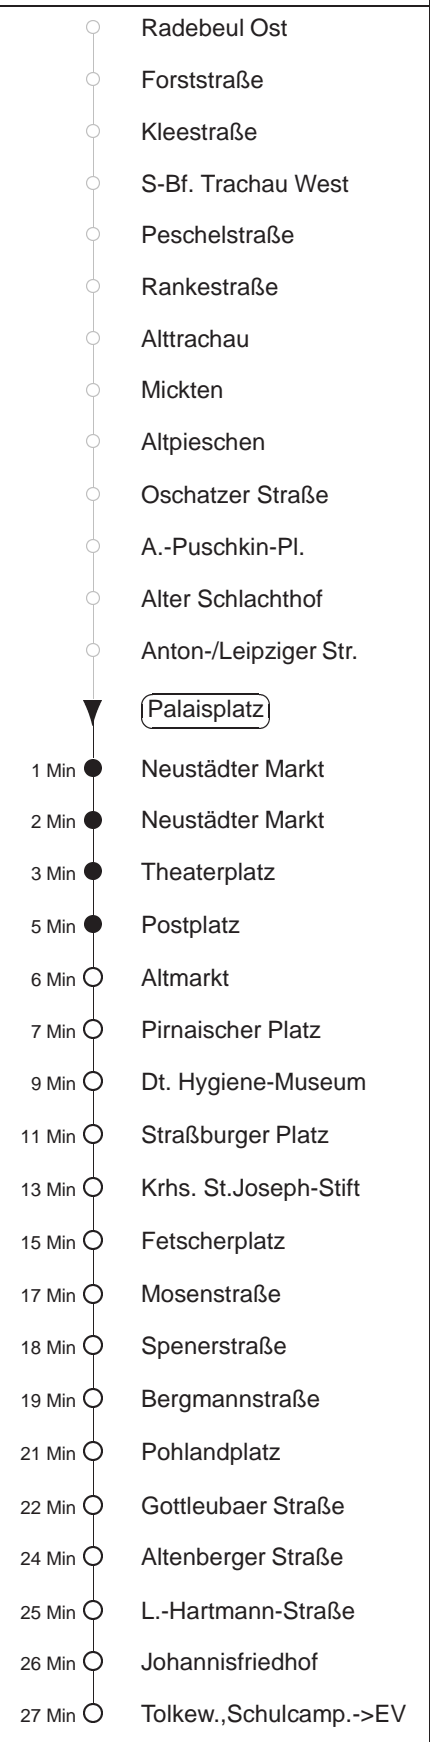 Radebeul Ost
Forststraße
Kleestraße
S-Bf. Trachau West
Peschelstraße
Rankestraße
Alttrachau
Mickten
Altpieschen
Oschatzer Straße
A.-Puschkin-Pl.
Alter Schlachthof
Anton-/Leipziger Str.
Palaisplatz
1 Min Neustädter Markt
2 Min Neustädter Markt
3 Min Theaterplatz
5 Min Postplatz
6 Min Altmarkt
7 Min Pirnaischer Platz
9 Min Dt. Hygiene-Museum
11 Min Straßburger Platz
13 Min Krhs. St.Joseph-Stift
15 Min Fetscherplatz
17 Min Mosenstraße
18 Min Spenerstraße
19 Min Bergmannstraße
21 Min Pohlandplatz
22 Min Gottleubaer Straße
24 Min Altenberger Straße
25 Min L.-Hartmann-Straße
26 Min Johannisfriedhof
27 Min Tolkew.,Schulcamp.->EV